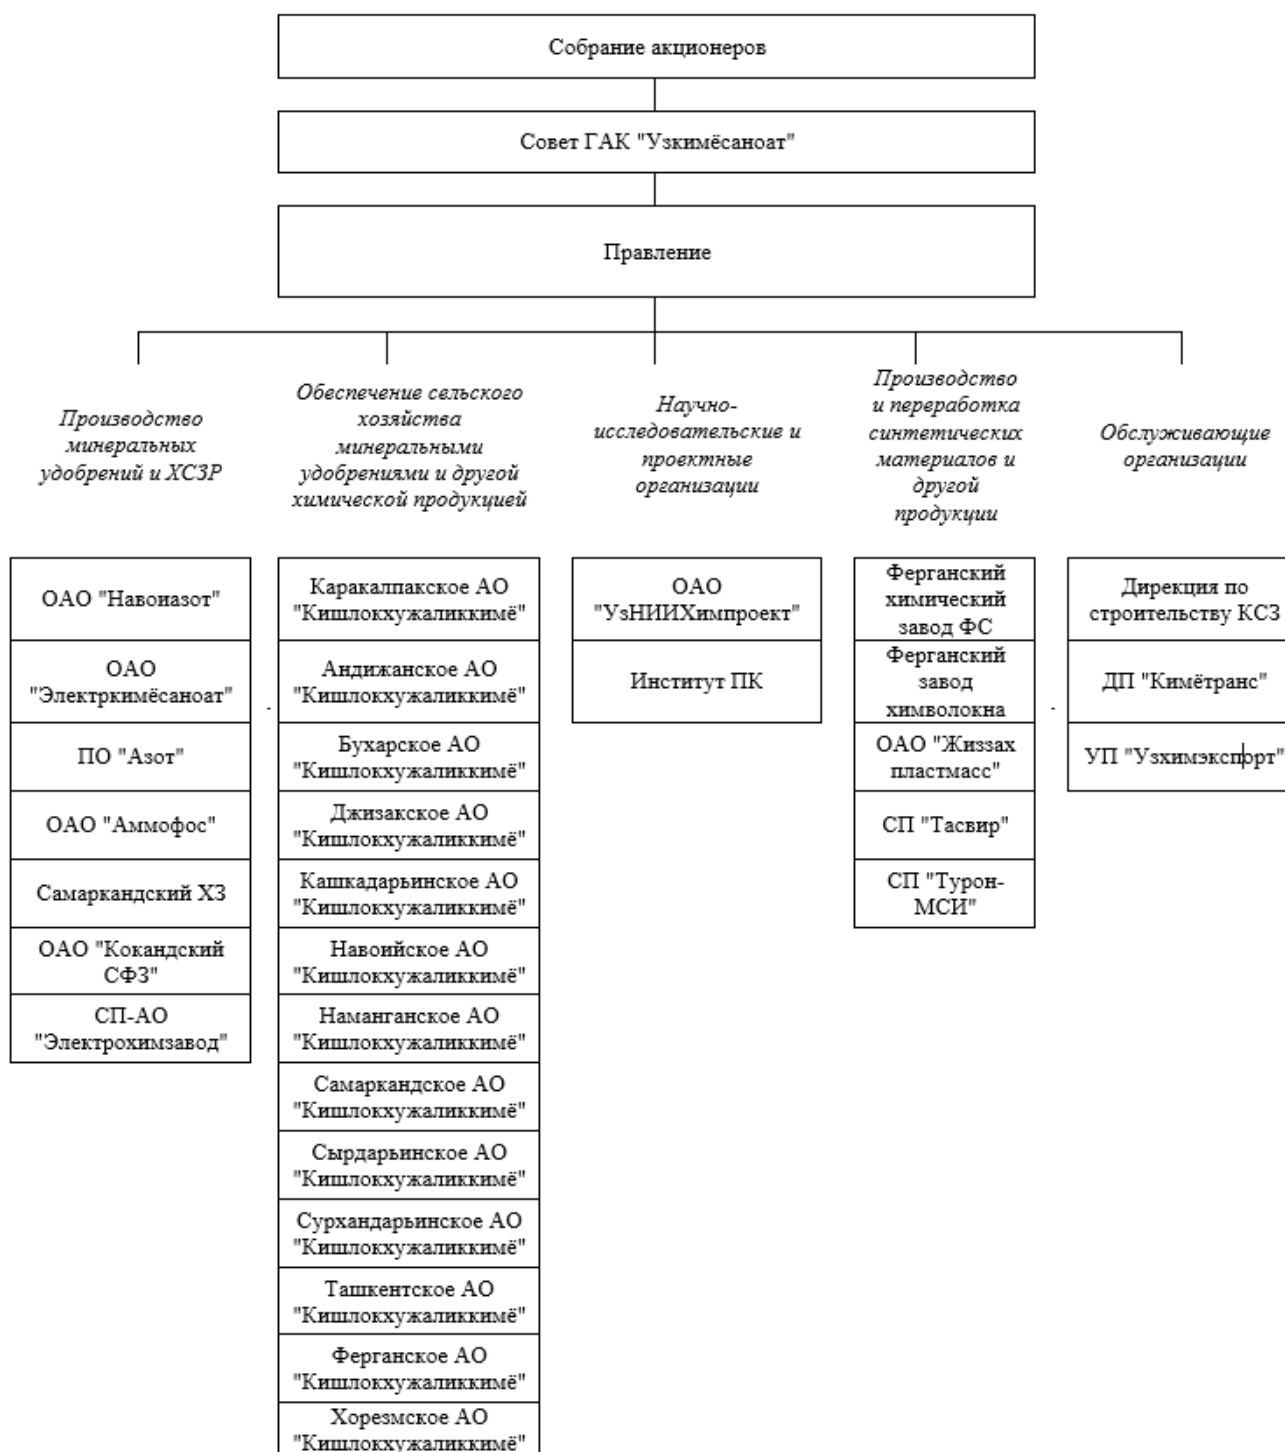 Собрание акционеров
Совет ГАК "Узкимёсаноат"
Правление
Производство
минеральных
удобрений и ХСЗР
Обеспечение сельского
хозяйства
минеральными
удобрениями и другой
химической продукцией
Научно-
исследовательские и
проектные
организации
Производство
и переработка
синтетических
материалов и
другой
продукции
Обслуживающие
организации
ОАО "Навоиазот"
ОАО
"Электркимёсаноат"
ПО "Азот"
ОАО "Аммофос"
Самаркандский ХЗ
ОАО "Кокандский
СФЗ"
СП-АО
"Электрохимзавод"
Каракалпакское АО
"Кишлокхужаликкимё"
Андижанское АО
"Кишлокхужаликкимё"
Бухарское АО
"Кишлокхужаликкимё"
Джизакское АО
"Кишлокхужаликкимё"
Кашкадарьинское АО
"Кишлокхужаликкимё"
Навоийское АО
"Кишлокхужаликкимё"
Наманганское АО
"Кишлокхужаликкимё"
Самаркандское АО
"Кишлокхужаликкимё"
Сырдарьинское АО
"Кишлокхужаликкимё"
Сурхандарьинское АО
"Кишлокхужаликкимё"
Ташкентское АО
"Кишлокхужаликкимё"
Ферганское АО
"Кишлокхужаликкимё"
Хорезмское АО
"Кишлокхужаликкимё"
ОАО
"УзНИИХимпроект"
Институт ПК
Ферганский
химический
завод ФС
Ферганский
завод
химволокна
ОАО "Жиззах
пластмасс"
СП "Тасвир"
СП "Турон-
МСИ"
Дирекция по
строительству КСЗ
ДП "Кимётранс"
УП "Узхимэкспорт"